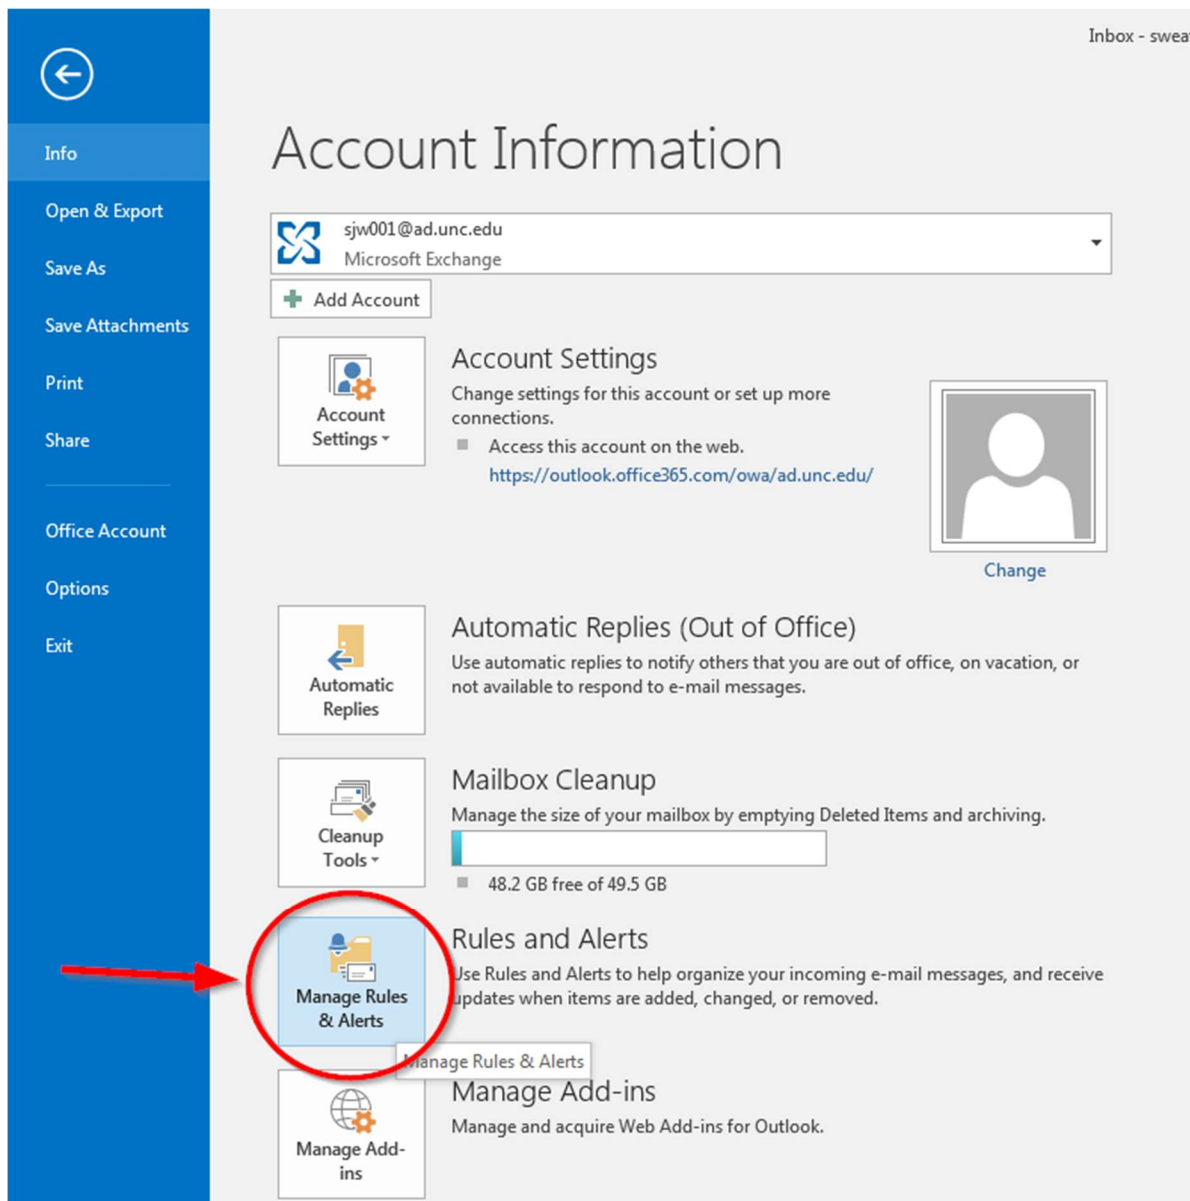 Inbox - swea
Info
Open & Export
Save As
Save Attachments
Print
Share
Office Account
Options
Exit
Account Information
sjw001@ad.unc.edu
Microsoft Exchange
Add Account
Account
Settings
Account Settings
Change settings for this account or set up more
connections.
Access this account on the web.
https://outlook.office365.com/owa/ad.unc.edu/
Change
Automatic
Replies
Automatic Replies (Out of Office)
Use automatic replies to notify others that you are out of office, on vacation, or
not available to respond to e-mail messages.
Cleanup
Tools
Mailbox Cleanup
Manage the size of your mailbox by emptying Deleted Items and archiving.
48.2 GB free of 49.5 GB
Manage Rules
& Alerts
Rules and Alerts
Use Rules and Alerts to help organize your incoming e-mail messages, and receive
updates when items are added, changed, or removed.
Manage Rules & Alerts
Manage Add-
ins
Manage Add-ins
Manage and acquire Web Add-ins for Outlook.